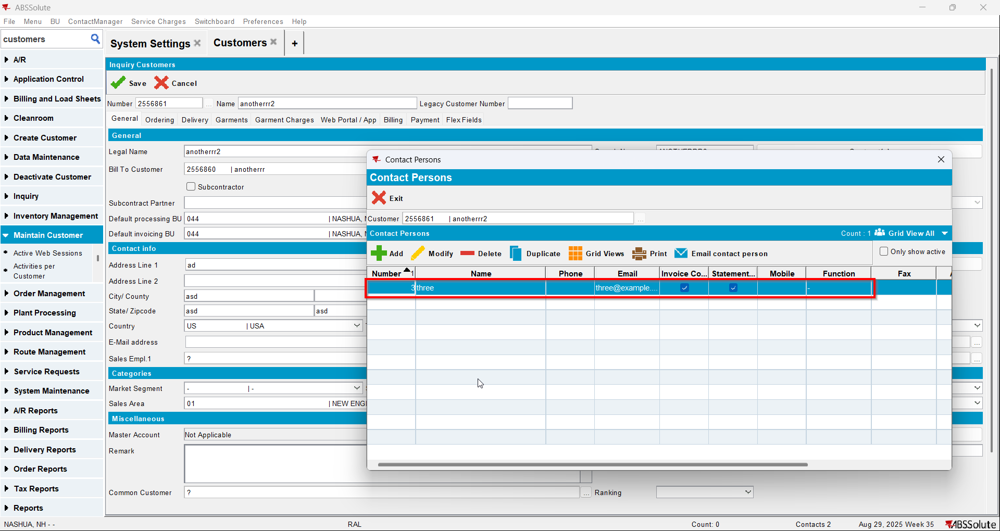 ABSSolute
File Menu BU ContactManager Service Charges Switchboard Preferences Help
customers
System Settings Customers +
A/R
Application Control
Billing and Load Sheets
Cleanroom
Create Customer
Data Maintenance
Deactivate Customer
Inquiry
Inventory Management
Maintain Customer
Active Web Sessions
Activities per
Customer
Order Management
Plant Processing
Product Management
Route Management
Service Requests
System Maintenance
A/R Reports
Billing Reports
Delivery Reports
Order Reports
Tax Reports
Reports
Inquiry Customers
Save Cancel
Number 2556861 ... Name anotherrr2 Legacy Customer Number
General Ordering Delivery Garments Garment Charges Web Portal / App Billing Payment Flex Fields
General
Legal Name anotherrr2
Bill To Customer 2556860 | anotherrr
Subcontractor
Subcontract Partner
Default processing BU 044 | NASHUA,
Default invoicing BU 044 | NASHUA,
Contact info
Address Line 1 ad
Address Line 2
City/ County asd
State/ Zipcode asd asd
Country US | USA
E-Mail address
Sales Empl.1 ?
Categories
Market Segment - | -
Sales Area 01 | NEW ENG
Miscellaneous
Master Account Not Applicable
Remark
Common Customer ? ... Ranking
Contact Persons
Contact Persons
Exit
Customer 2556861 | anotherrr2 ...
Contact Persons Count : 1 Grid View All
Add Modify Delete Duplicate Grid Views Print Email contact person Only show active
Number 1 Name Phone Email Invoice Co... Statement... Mobile Function Fax
3 three three@example.... -
...
...
NASHUA, NH - - RAL Count: 0 Contacts 2 Aug 29, 2025 Week 35 ABSSolute